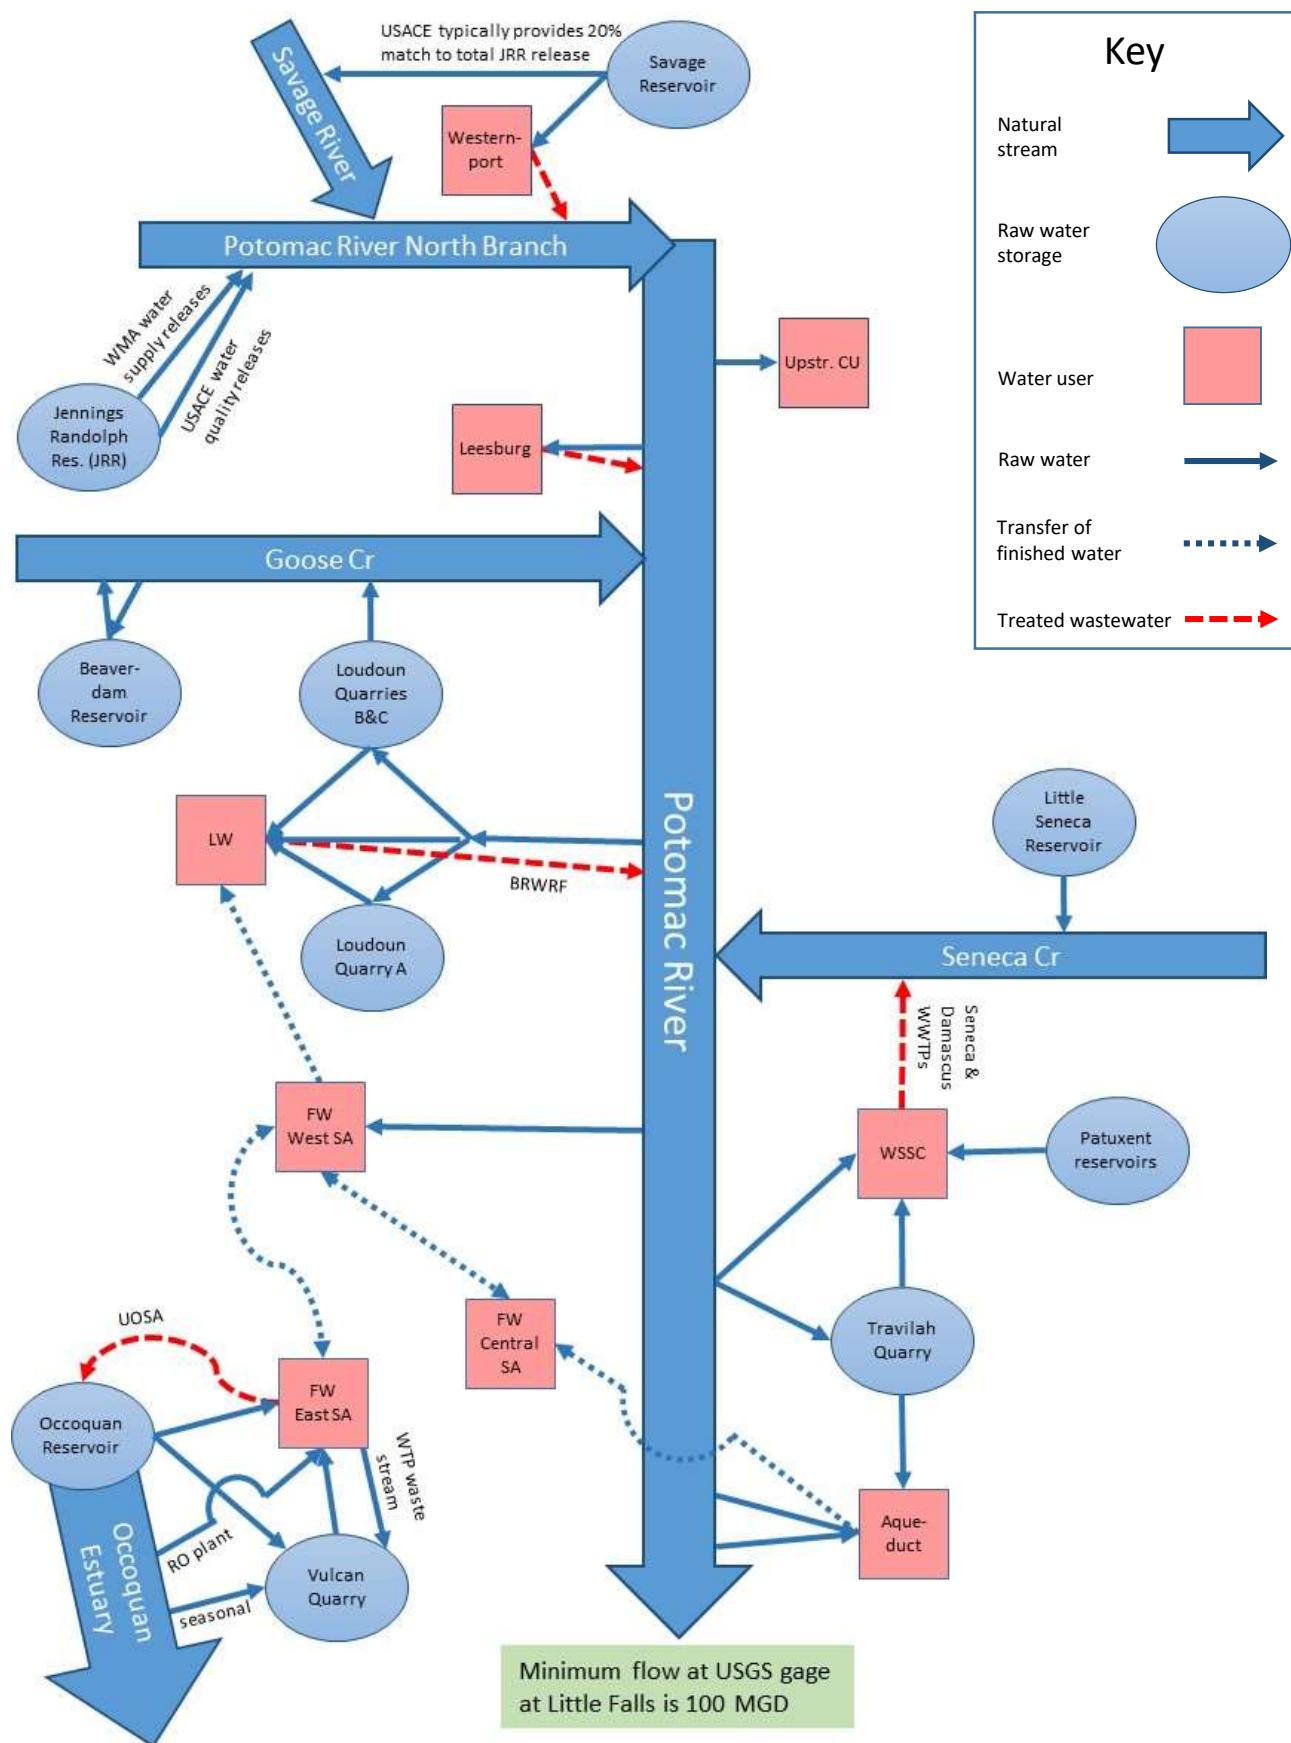 USACE typically provides 20%
match to total JRR release
Savage River
Savage
Reservoir
Western-
port
Potomac River North Branch
WMA water
supply releases
USACE water
quality releases
Jennings
Randolph
Res. (JRR)
Upstr. CU
Leesburg
Goose Cr
Beaver-
dam
Reservoir
Loudoun
Quarries
B&C
LW
BRWRF
Loudoun
Quarry A
Potomac River
Little
Seneca
Reservoir
Seneca Cr
Seneca &
Damascus
WWTPs
FW
West SA
WSSC
Patuxent
reservoirs
FW
Central
SA
Travilah
Quarry
UOSA
FW
East SA
Occoquan
Reservoir
WTP waste
stream
RO plant
Occoquan
Estuary
seasonal
Vulcan
Quarry
Aque-
duct
Minimum flow at USGS gage
at Little Falls is 100 MGD
Key
Natural
stream
Raw water
storage
Water user
Raw water
Transfer of
finished water
Treated wastewater